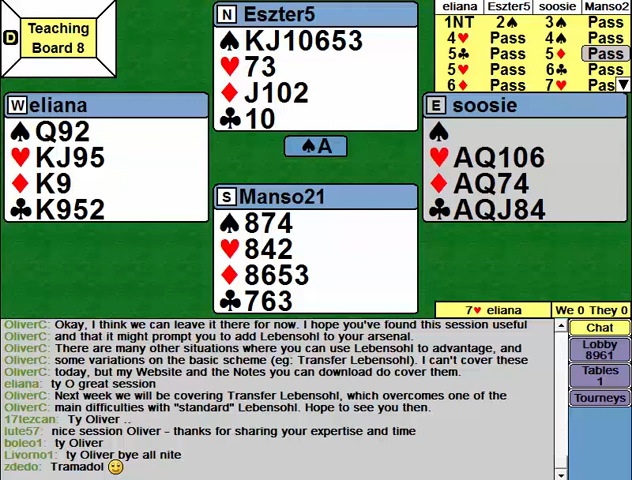 D Teaching
Board 8
N Eszter5
♠KJ10653
♥73
♦J102
♣10
eliana Eszter5 soosie Manso2
1NT 2♠ 3♠ Pass
4♥ Pass 4♠ Pass
5♣ Pass 5♦ Pass
5♥ Pass 6♣ Pass
6♦ Pass 7♥ Pas
W eliana
♠Q92
♥KJ95
♦K9
♣K952
♠A
E soosie
♠
♥AQ106
♦AQ74
♣AQJ84
S Manso21
♠874
♥842
♦8653
♣763
7♥ eliana We 0 They 0
OliverC: Okay, I think we can leave it there for now. I hope you've found this session useful
and that it might prompt you to add Lebensohl to your arsenal.
OliverC: There are many other situations where you can use Lebensohl to advantage, and
some variations on the basic scheme (eg: Transfer Lebensohl). I can't cover these
today, but my Website and the Notes you can download do cover them.
eliana: ty O great session
OliverC: Next week we will be covering Transfer Lebensohl, which overcomes one of the
main difficulties with "standard" Lebensohl. Hope to see you then.
17tezcan: Ty Oliver ..
lute57: nice session Oliver - thanks for sharing your expertise and time
boleo1: ty Oliver
Livorno1: ty Oliver bye all nite
zdedo: Tramadol
Chat
Lobby
8961
Tables
1
Tourneys